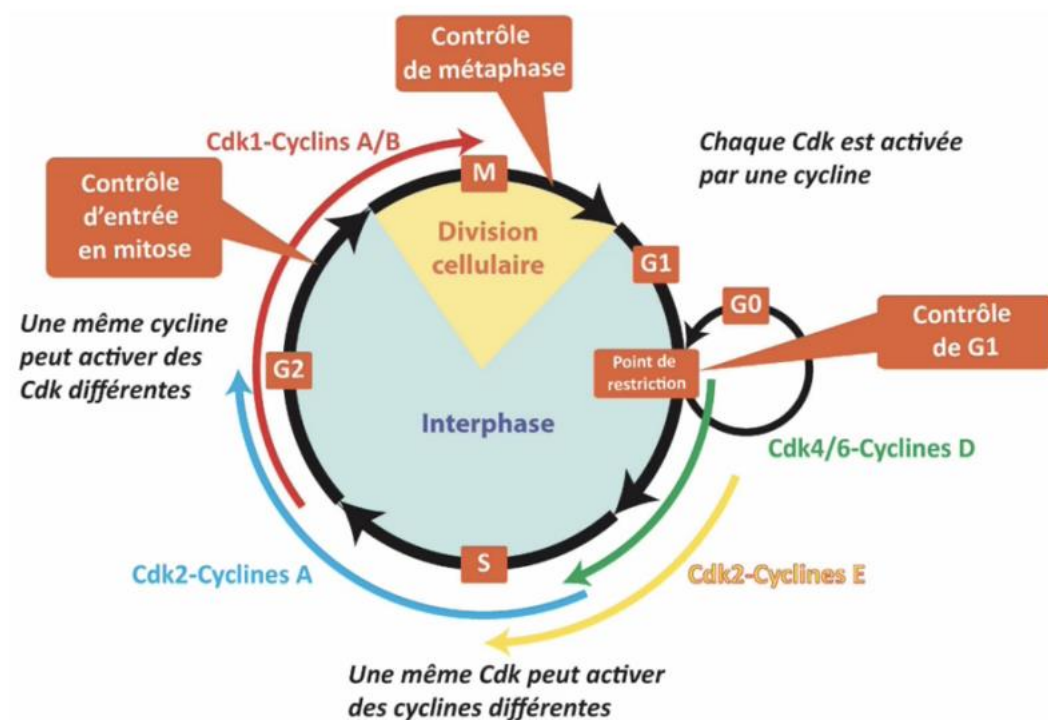 Contrôle
de métaphase
Cdk1-Cyclins A/B
Chaque Cdk est activée
par une cycline
Contrôle
d'entrée
en mitose
M
Division
cellulaire
G1
G0
Contrôle
de G1
Une même cycline
peut activer des
Cdk différentes
G2
Point de
restriction
Interphase
Cdk4/6-Cyclines D
Cdk2-Cyclines A
S
Cdk2-Cyclines E
Une même Cdk peut activer
des cyclines différentes